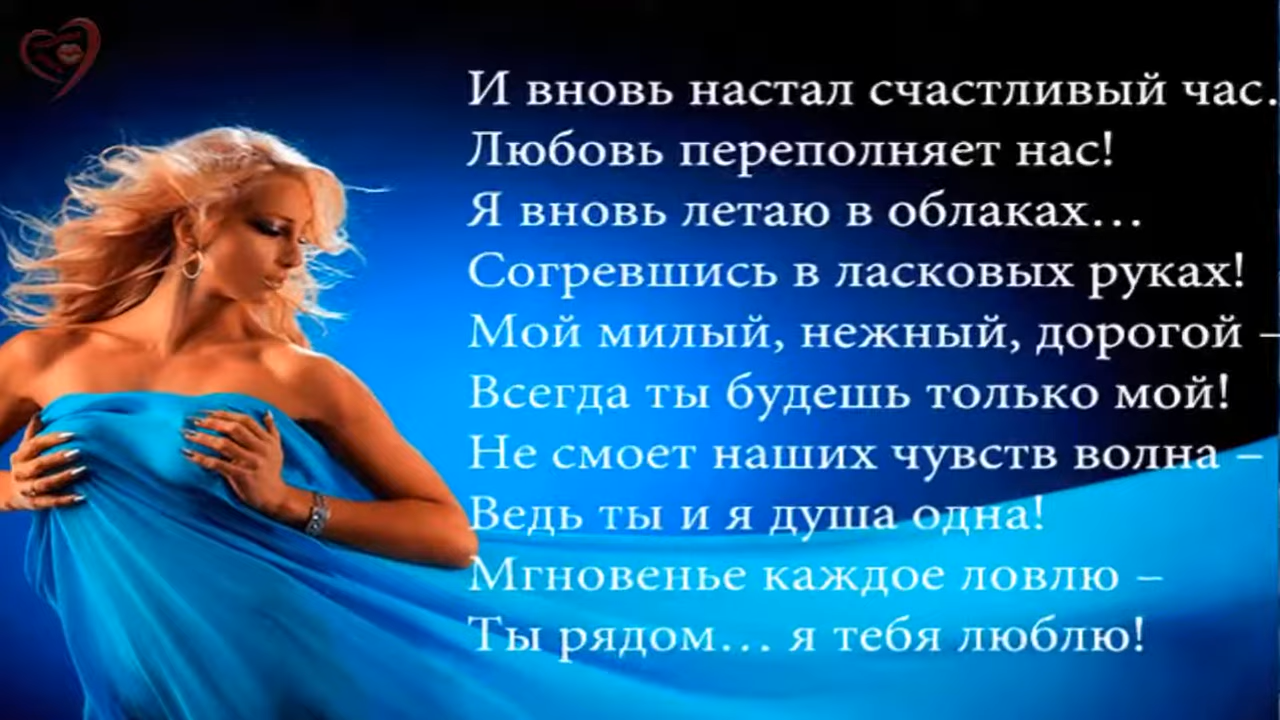 И вновь настал счастливый час.
Любовь переполняет нас!
Я вновь летаю в облаках...
Согревшись в ласковых руках!
Мой милый, нежный, дорогой –
Всегда ты будешь только мой!
Не смоет наших чувств волна –
Ведь ты и я душа одна!
Мгновенье каждое ловлю –
Ты рядом... я тебя люблю!